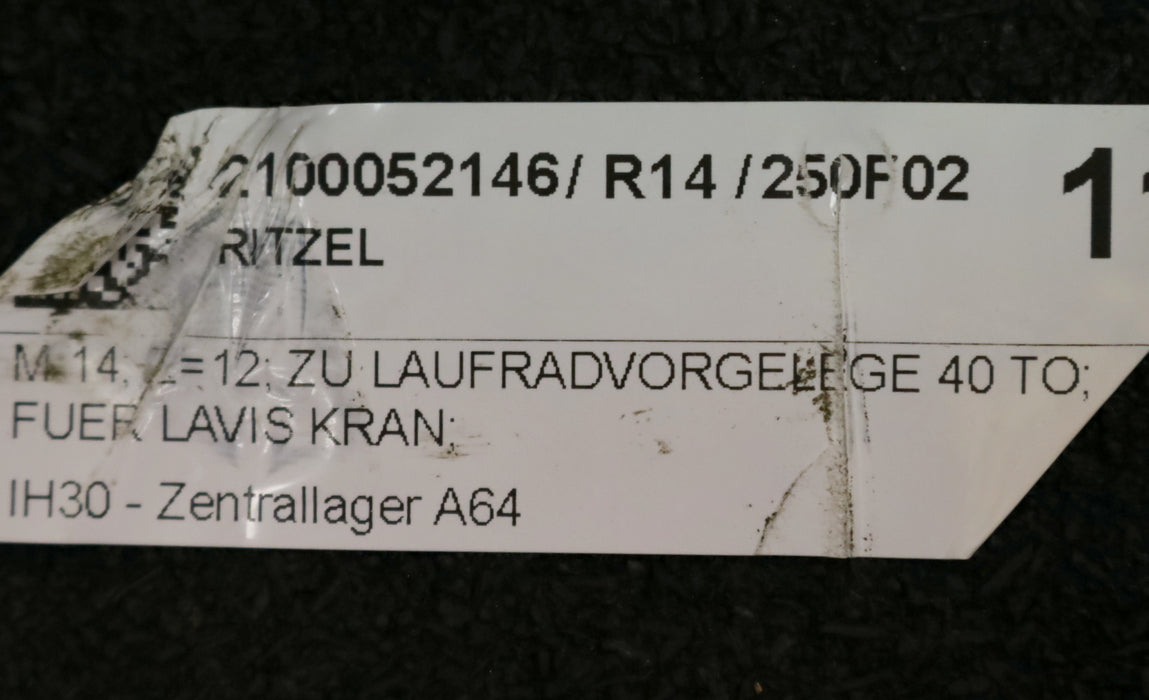 2100052146/ R14 /250F02
RITZEL
M=14; Z=12; ZU LAUFRADVORGELEGE 40 TO;
FUER LAVIS KRAN;
IH30 - Zentrallager A64